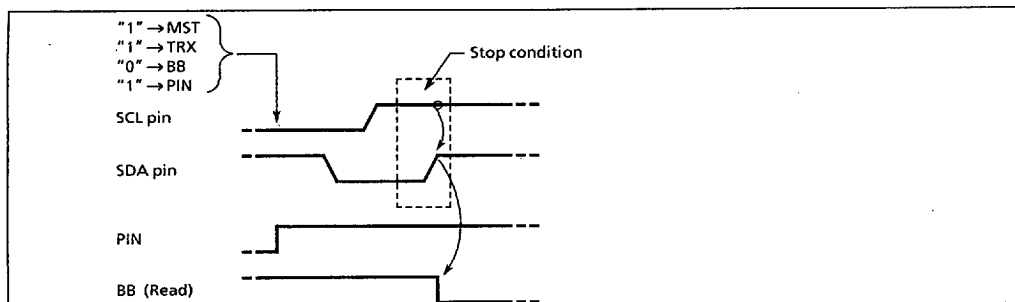 "1" → MST
"1" → TRX
"0" → BB
"1" → PIN
Stop condition
SCL pin
SDA pin
PIN
BB (Read)